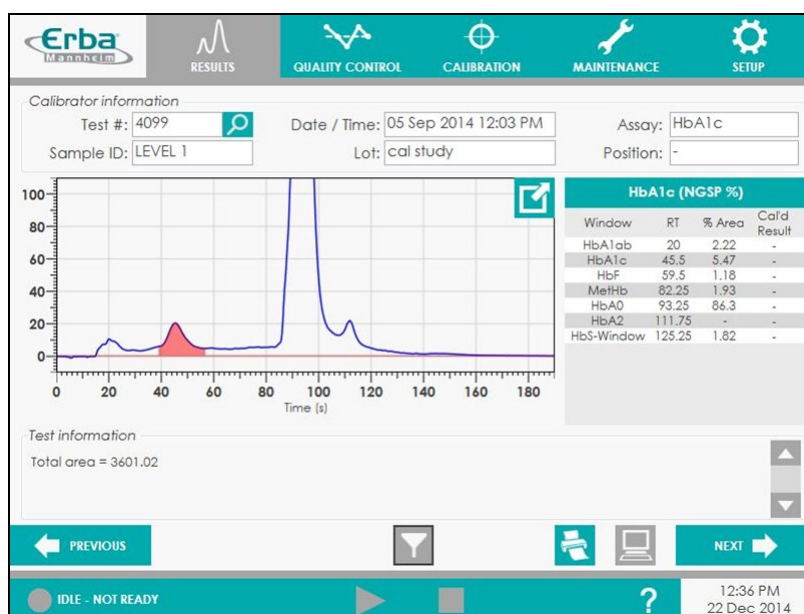 Erba
Mannheim
RESULTS
QUALITY CONTROL
CALIBRATION
MAINTENANCE
SETUP
Calibrator information
Test #: 4099
Date / Time: 05 Sep 2014 12:03 PM
Assay: HbA1c
Sample ID: LEVEL 1
Lot: cal study
Position: -
100
80
60
40
20
0
0 20 40 60 80 100 120 140 160 180
Time (s)
HbA1c (NGSP %)
Window RT % Area Cal'd Result
HbA1ab 20 2.22 -
HbA1c 45.5 5.47 -
HbF 59.5 1.18 -
MetHb 82.25 1.93 -
HbA0 93.25 86.3 -
HbA2 111.75 - -
HbS-Window 125.25 1.82 -
Test information
Total area = 3601.02
PREVIOUS
NEXT
IDLE - NOT READY
?
12:36 PM
22 Dec 2014